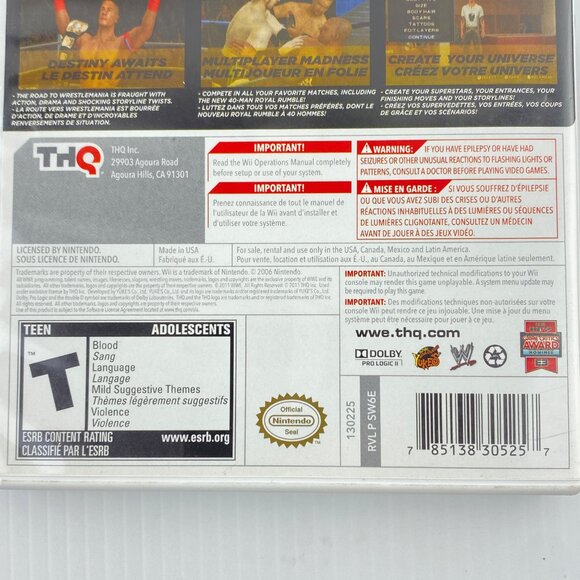 SIZE
BODY HAIR
SCARS
TATTOOS
EDIT LAYERS
CONTINUE
DESTINY AWAITS
LE DESTIN ATTEND
MULTIPLAYER MADNESS
MULTIJOUEUR EN FOLIE
CREATE YOUR UNIVERSE
CRÉEZ VOTRE UNIVERS
• THE ROAD TO WRESTLEMANIA IS FRAUGHT WITH
ACTION, DRAMA AND SHOCKING STORYLINE TWISTS.
• LA ROUTE VERS WRESTLEMANIA EST BOURRÉE
D'ACTION, DE DRAME ET D'INCROYABLES
RENVERSEMENTS DE SITUATION.
• COMPETE IN ALL YOUR FAVORITE MATCHES, INCLUDING
THE NEW 40-MAN ROYAL RUMBLE!
• LUTTEZ DANS TOUS VOS MATCHES PRÉFÉRÉS, DONT LE
NOUVEAU ROYAL RUMBLE À 40 HOMMES!
• CREATE YOUR SUPERSTARS, YOUR ENTRANCES, YOUR
FINISHING MOVES AND YOUR STORYLINES!
• CRÉEZ VOS SUPERVEDETTES, VOS ENTRÉES, VOS COUPS
DE GRÂCE ET VOS SCÉNARIOS!
THQ
THQ Inc.
29903 Agoura Road
Agoura Hills, CA 91301
IMPORTANT!
Read the Wii Operations Manual completely
before setup or use of your system.
IMPORTANT!
Prenez connaissance de tout le manuel de
l'utilisateur de la Wii avant d'installer et
d'utiliser votre système.
WARNING: IF YOU HAVE EPILEPSY OR HAVE HAD
SEIZURES OR OTHER UNUSUAL REACTIONS TO FLASHING LIGHTS OR
PATTERNS, CONSULT A DOCTOR BEFORE PLAYING VIDEO GAMES.
MISE EN GARDE : SI VOUS SOUFFREZ D'ÉPILEPSIE
OU QUE VOUS AVEZ SUBI DES CRISES OU D'AUTRES
RÉACTIONS INHABITUELLES À DES LUMIÈRES OU SÉQUENCES
DE LUMIÈRES CLIGNOTANTES, CONSULTEZ UN MÉDECIN
AVANT DE JOUER À DES JEUX VIDÉO.
LICENSED BY NINTENDO.
SOUS LICENCE DE NINTENDO.
Made in USA
Fabriqué aux É.-U.
For sale, rental and use only in the USA, Canada, Mexico and Latin America.
Pour vente, location et utilisation aux É.-U., au Canada, au Mexique et en Amérique latine seulement.
Trademarks are property of their respective owners. Wii is a trademark of Nintendo. © 2006 Nintendo.
IMPORTANT: Unauthorized technical modifications to your Wii
console may render this game unplayable. A system menu update may
be required to play this game.
IMPORTANT: Des modifications techniques non-autorisées sur votre
console Wii peuvent rendre ce jeu injouable. Une mise à jour du menu
système peut être nécessaire pour jouer à ce jeu.
www.thq.com
DOLBY
PRO LOGIC II
YUKE'S
W
GAME CRITICS
AWARD
NOMINEE
E3
TEEN
ADOLESCENTS
T
TM
Blood
Sang
Language
Langage
Mild Suggestive Themes
Thèmes légèrement suggestifs
Violence
Violence
ESRB CONTENT RATING
www.esrb.org
CLASSIFIÉ PAR L'ESRB
Official
Nintendo
Seal
130225
RVL P SW6E
7 85138 30525 7